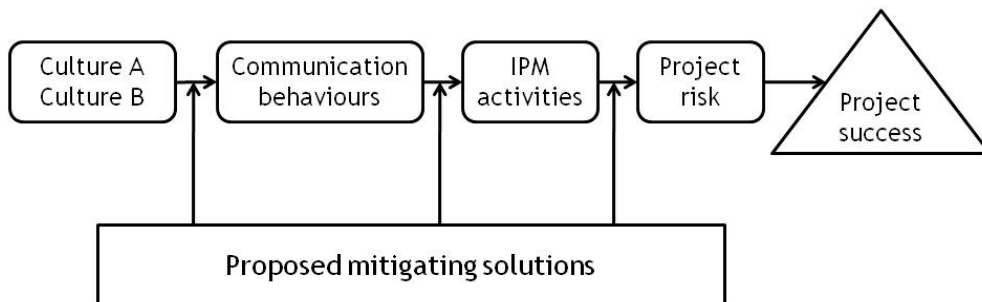 Culture A
Culture B
Communication
behaviours
IPM
activities
Project
risk
Project
success
Proposed mitigating solutions